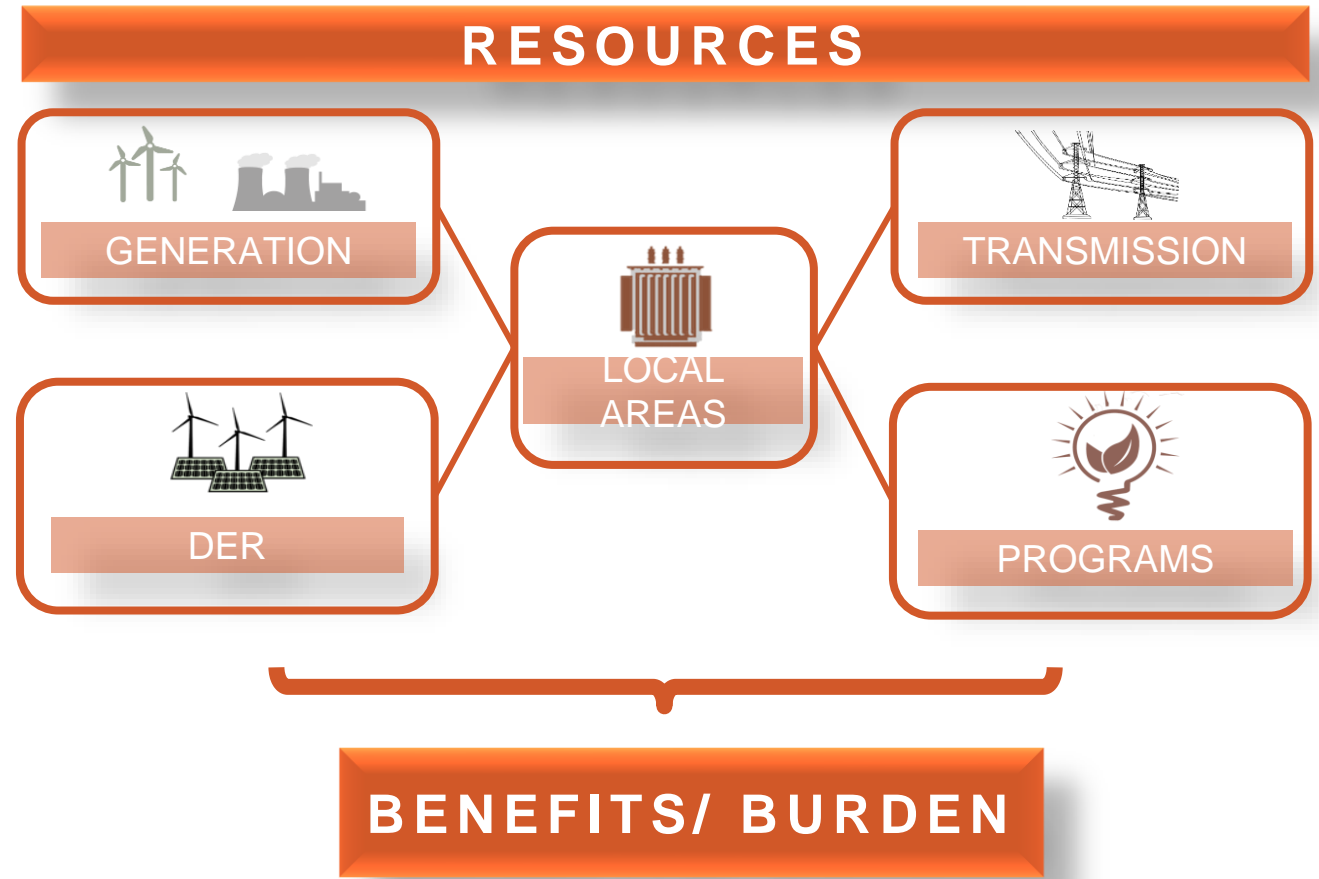 RESOURCES
GENERATION
TRANSMISSION
LOCAL
AREAS
DER
PROGRAMS
BENEFITS/ BURDEN